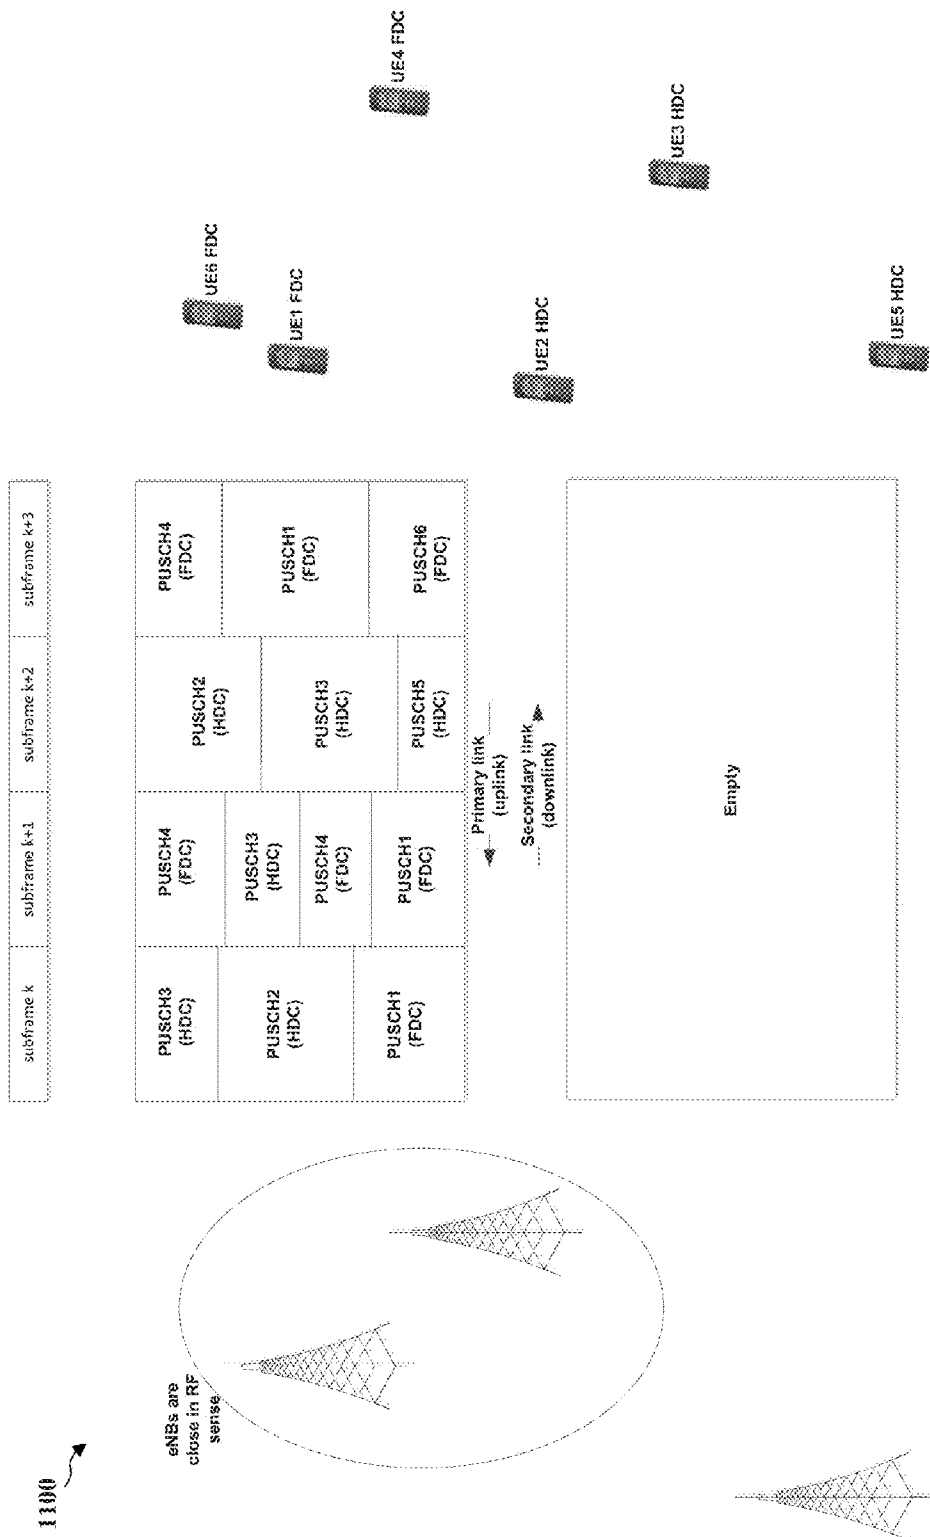 1100
eNBs are
close in RF
sense
subframe k
subframe k+1
subframe k+2
subframe k+3
PUSCH3
(HDC)
PUSCH2
(HDC)
PUSCH1
(FDC)
PUSCH4
(FDC)
PUSCH3
(HDC)
PUSCH4
(FDC)
PUSCH1
(FDC)
PUSCH2
(HDC)
PUSCH3
(HDC)
PUSCH5
(HDC)
PUSCH4
(FDC)
PUSCH1
(FDC)
PUSCH6
(FDC)
Primary link
(uplink)
Secondary link
(downlink)
Empty
UE6 FDC
UE1 FDC
UE4 FDC
UE2 HDC
UE3 HDC
UE5 HDC